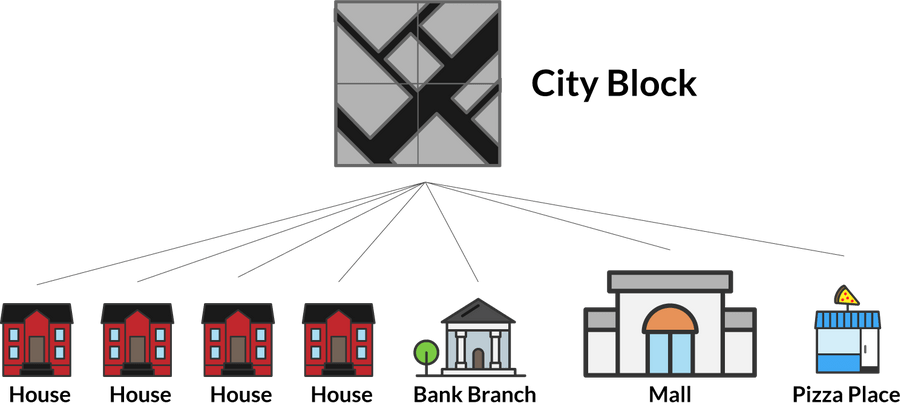 City Block
House
House
House
House
Bank Branch
Mall
Pizza Place